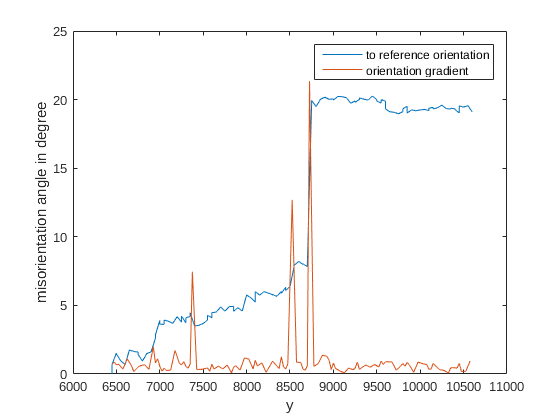 25
20
15
10
5
0
misorientation angle in degree
to reference orientation
orientation gradient
6000 6500 7000 7500 8000 8500 9000 9500 10000 10500 11000
y